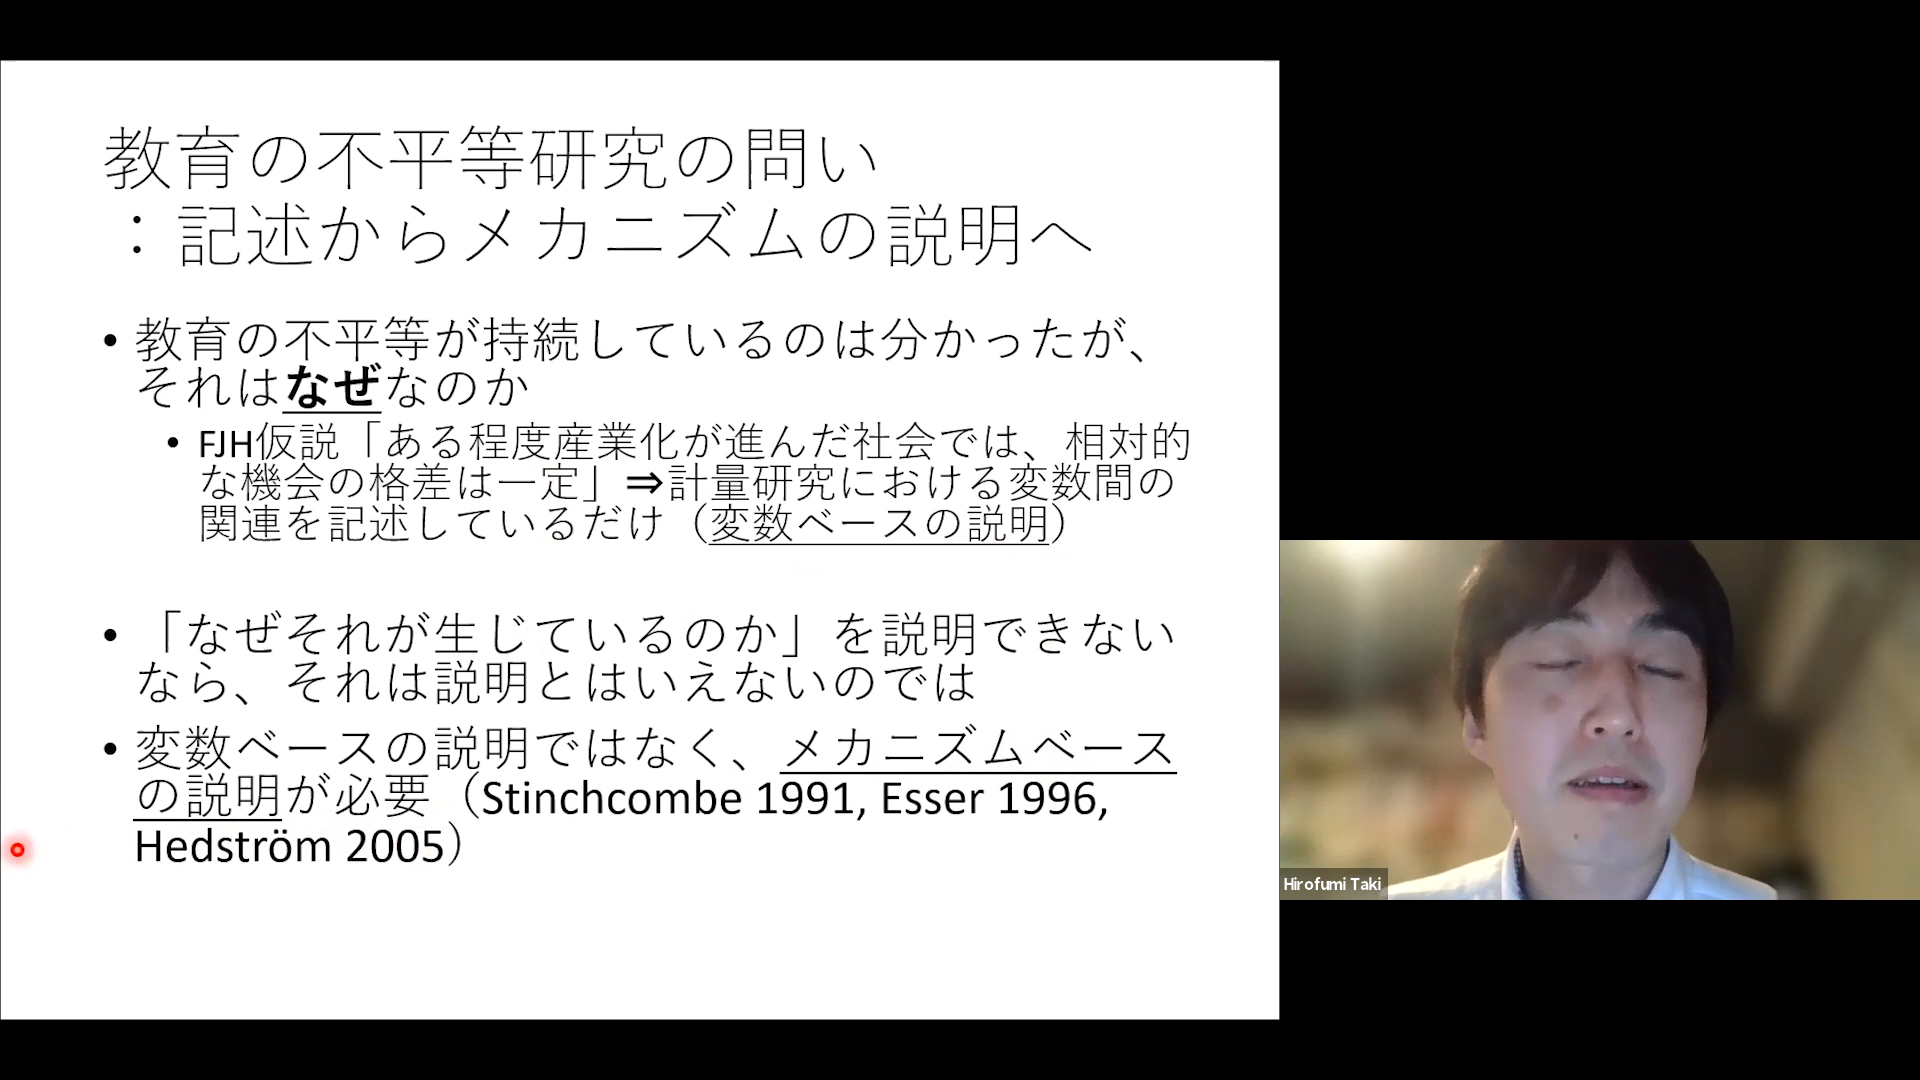 教育の不平等研究の問い
：記述からメカニズムの説明へ
• 教育の不平等が持続しているのは分かったが、
それはなぜなのか
• FJH仮説「ある程度産業化が進んだ社会では、相対的
な機会の格差は一定」⇒計量研究における変数間の
関連を記述しているだけ（変数ベースの説明）
• 「なぜそれが生じているのか」を説明できない
なら、それは説明とはいえないのでは
• 変数ベースの説明ではなく、メカニズムベース
の説明が必要（Stinchcombe 1991, Esser 1996,
Hedström 2005）
Hirofumi Taki